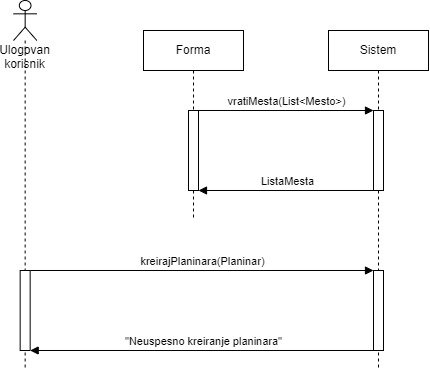 Ulogovan
korisnik
Forma
Sistem
vratiMesta(List<Mesto>)
ListaMesta
kreirajPlaninara(Planinar)
"Neuspesno kreiranje planinara"